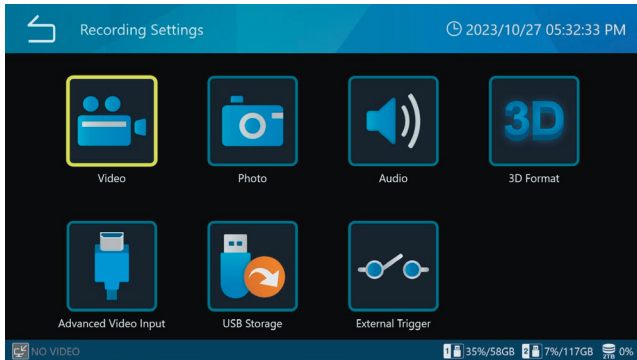 Recording Settings
2023/10/27 05:32:33 PM
3D
Video
Photo
Audio
3D Format
Advanced Video Input
USB Storage
External Trigger
NO VIDEO
1 35%/58GB 2 7%/117GB 2TB 0%